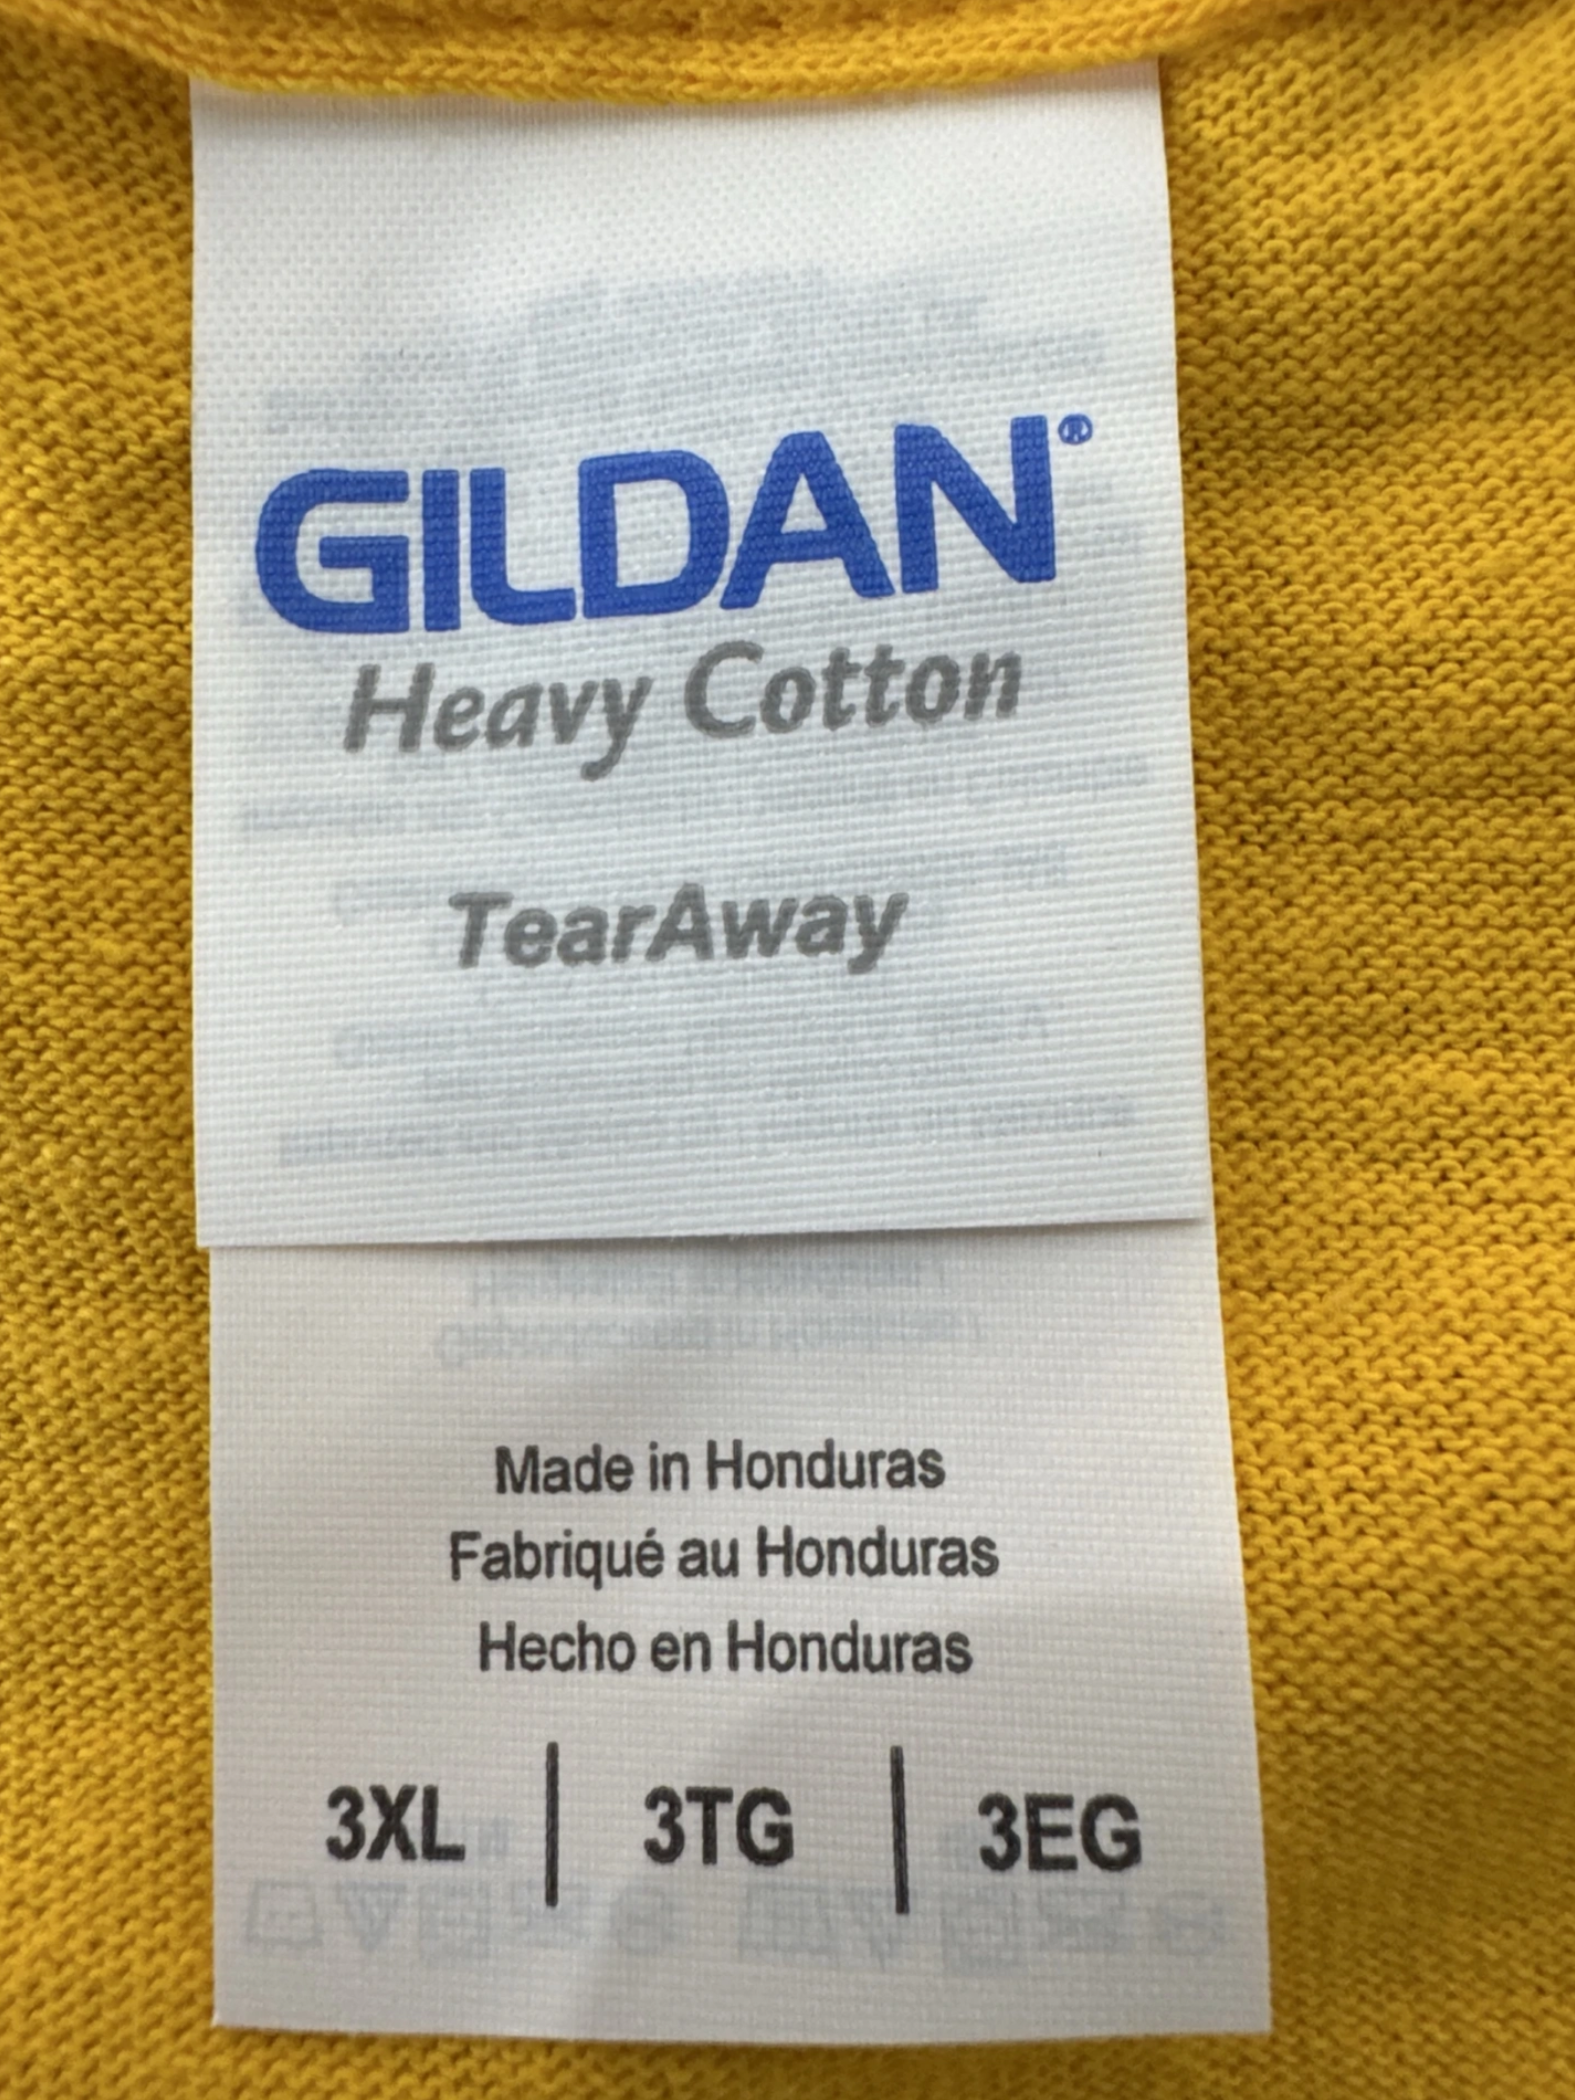 GILDAN®
Heavy Cotton
TearAway
Made in Honduras
Fabriqué au Honduras
Hecho en Honduras
3XL | 3TG | 3EG